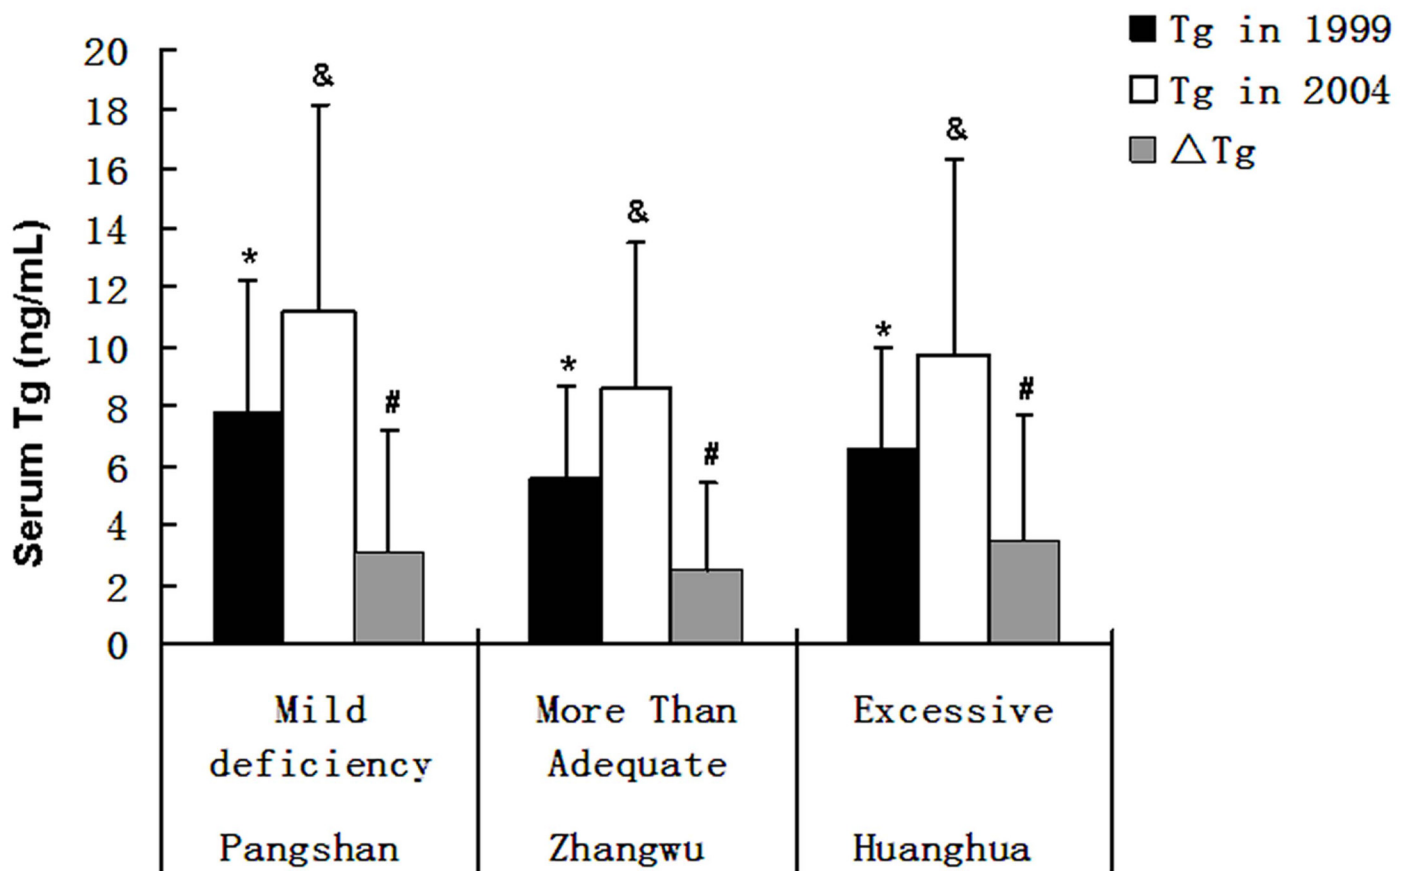 Tg in 1999
Tg in 2004
△Tg
Serum Tg (ng/mL)
20
18
16
14
12
10
8
6
4
2
0
*
&
#
*
&
#
*
&
#
Mild
deficiency
Pangshan
More Than
Adequate
Zhangwu
Excessive
Huanghua